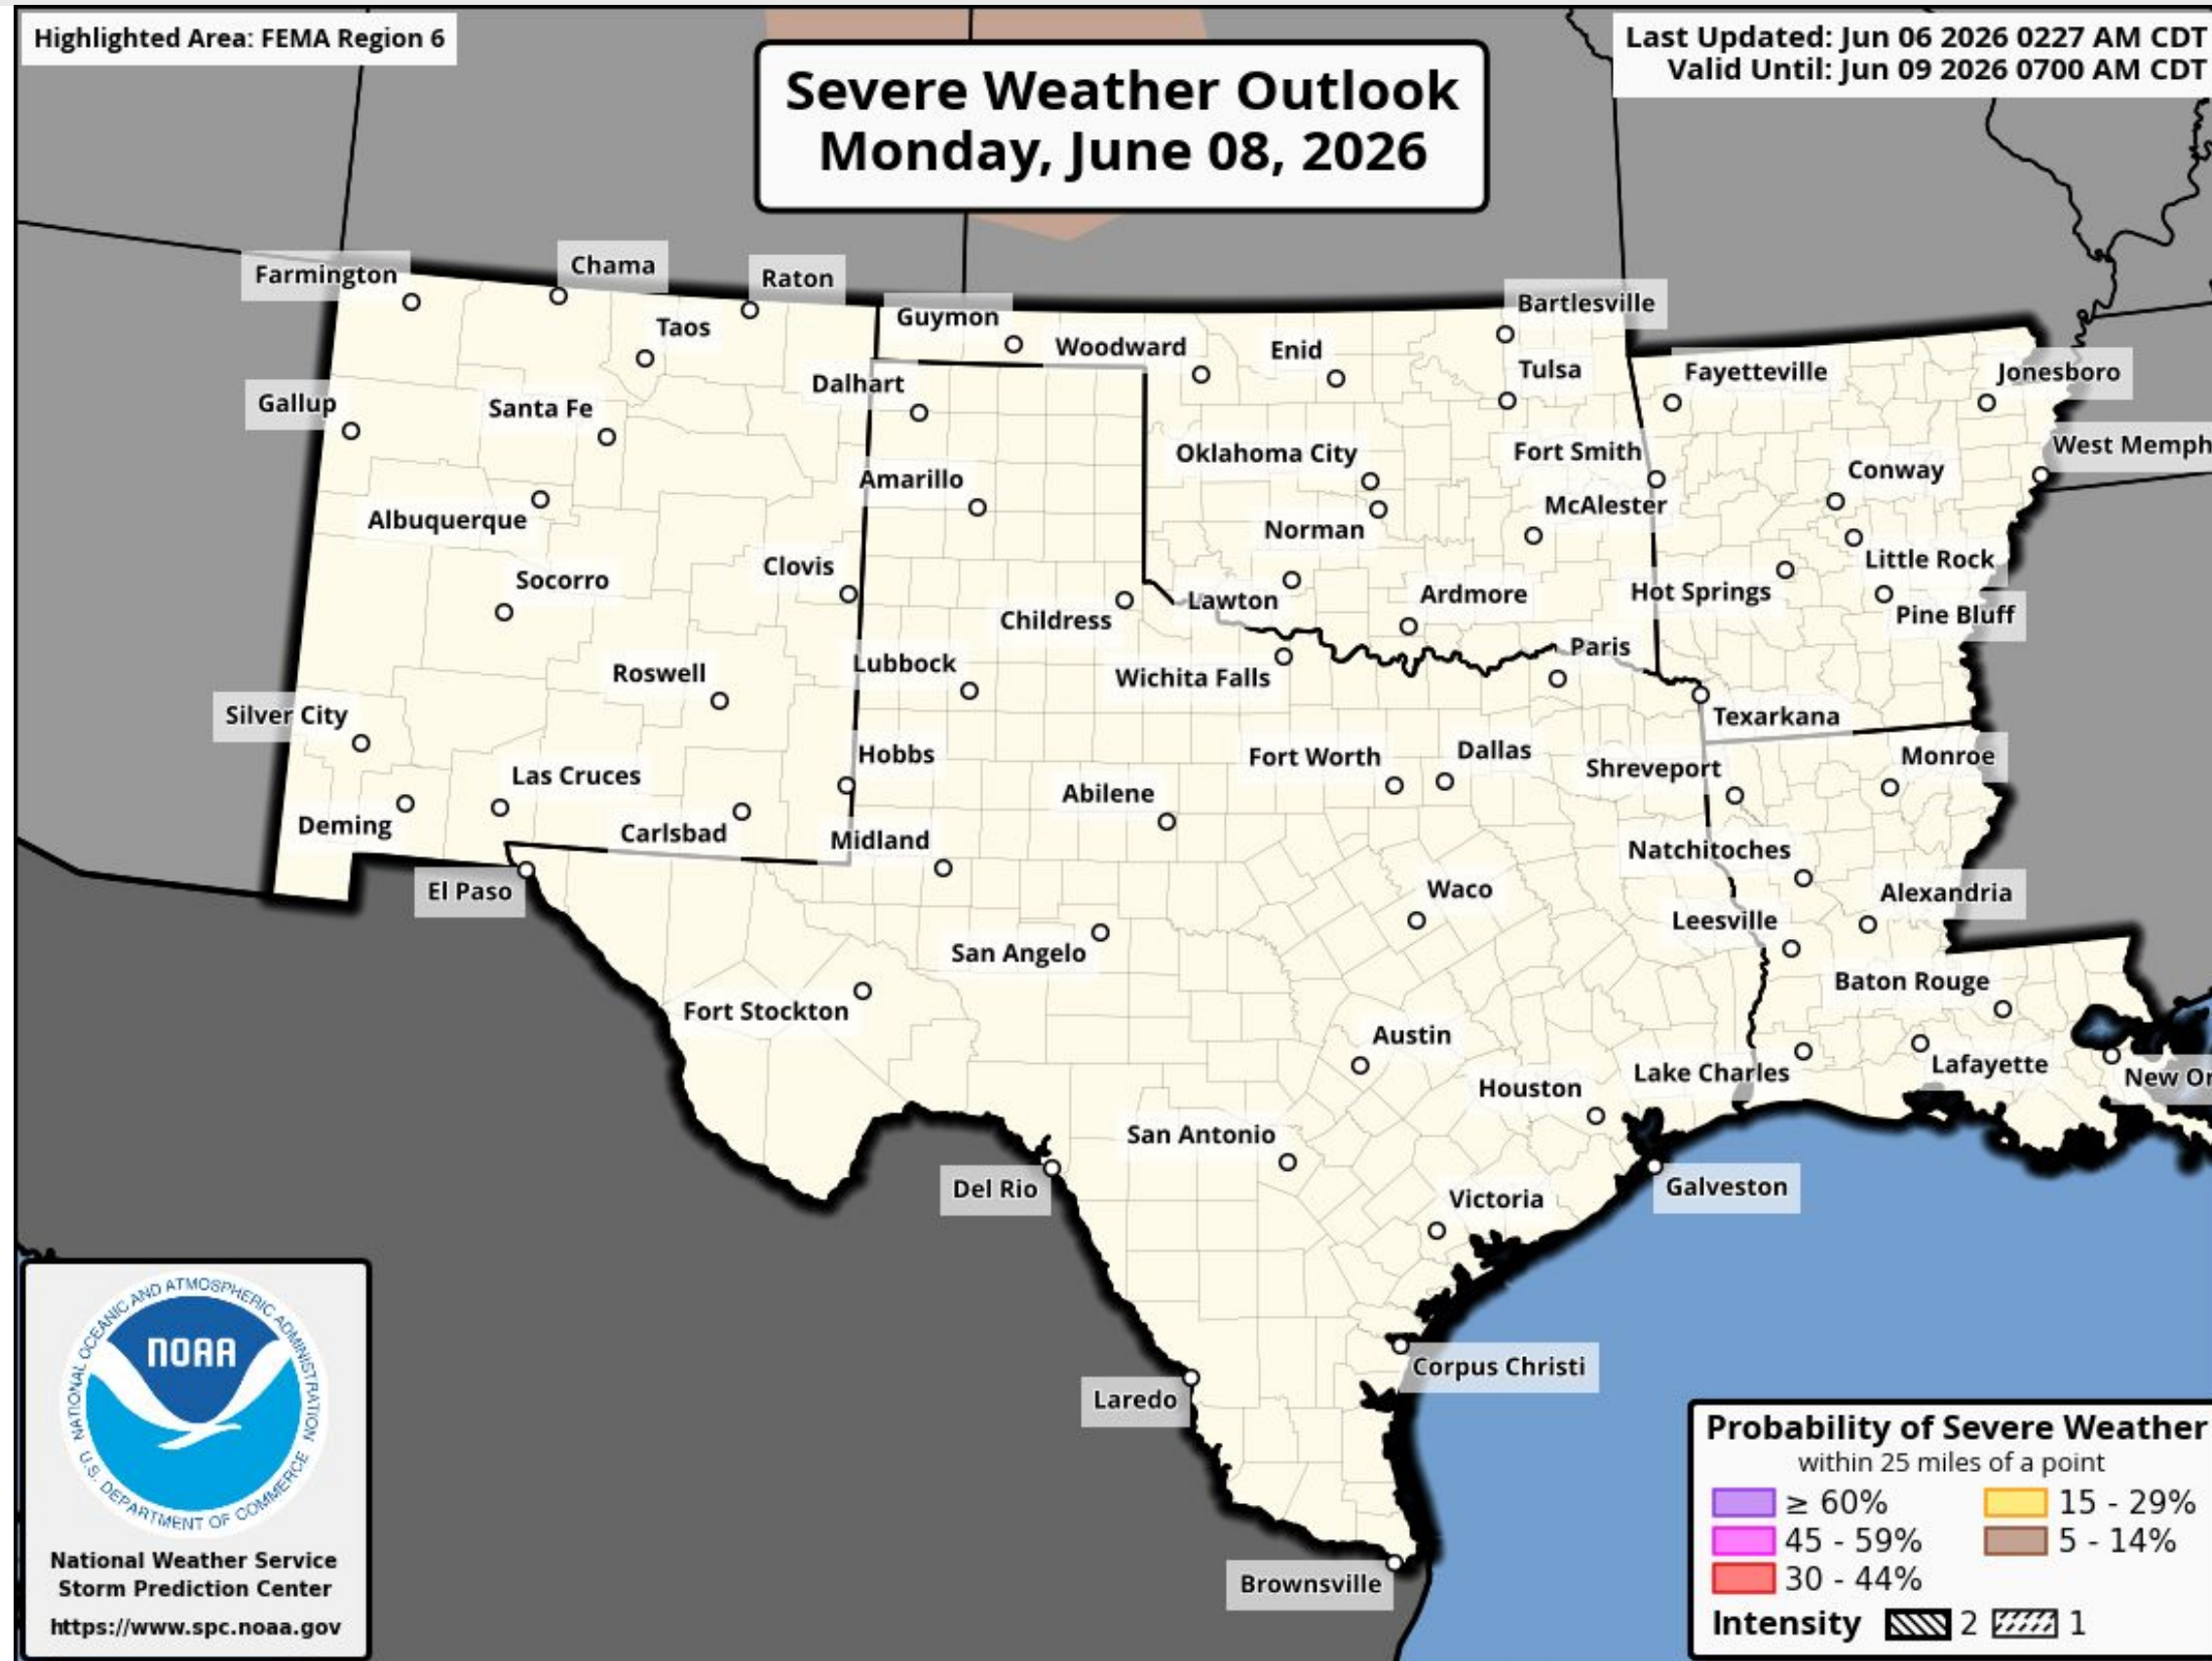 Highlighted Area: FEMA Region 6
Last Updated: Jun 06 2026 0227 AM CDT
Valid Until: Jun 09 2026 0700 AM CDT
Severe Weather Outlook
Monday, June 08, 2026
Farmington
Chama
Raton
Taos
Guymon
Woodward
Enid
Bartlesville
Tulsa
Fayetteville
Jonesboro
Gallup
Santa Fe
Dalhart
Albuquerque
Amarillo
Oklahoma City
Norman
Fort Smith
McAlester
Conway
West Memph
Little Rock
Socorro
Clovis
Childress
Lawton
Ardmore
Hot Springs
Pine Bluff
Roswell
Lubbock
Wichita Falls
Paris
Texarkana
Silver City
Las Cruces
Hobbs
Abilene
Fort Worth
Dallas
Shreveport
Monroe
Deming
Carlsbad
Midland
Natchitoches
El Paso
Waco
Alexandria
Leesville
San Angelo
Fort Stockton
Baton Rouge
Austin
Houston
Lake Charles
Lafayette
New Or
San Antonio
Del Rio
Victoria
Galveston
Corpus Christi
Laredo
Brownsville
NATIONAL OCEANIC AND ATMOSPHERIC ADMINISTRATION
NOAA
U.S. DEPARTMENT OF COMMERCE
National Weather Service
Storm Prediction Center
https://www.spc.noaa.gov
Probability of Severe Weather
within 25 miles of a point
≥ 60% 15 - 29%
45 - 59% 5 - 14%
30 - 44%
Intensity 2 1